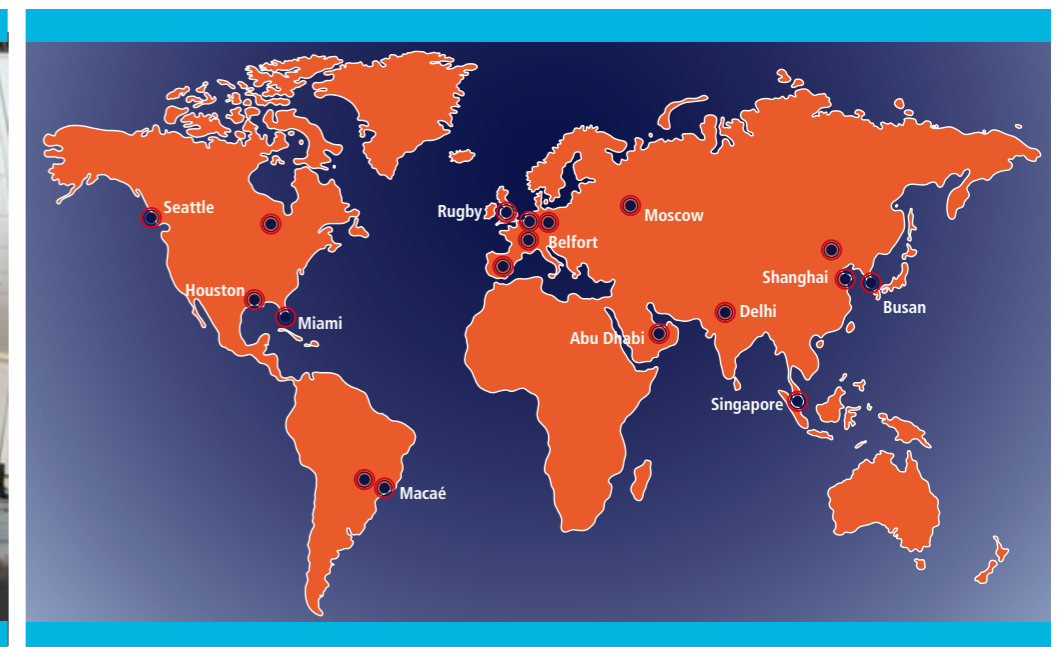 Seattle
Rugby
Moscow
Belfort
Houston
Shanghai
Miami
Delhi
Busan
Abu Dhabi
Singapore
Macaé